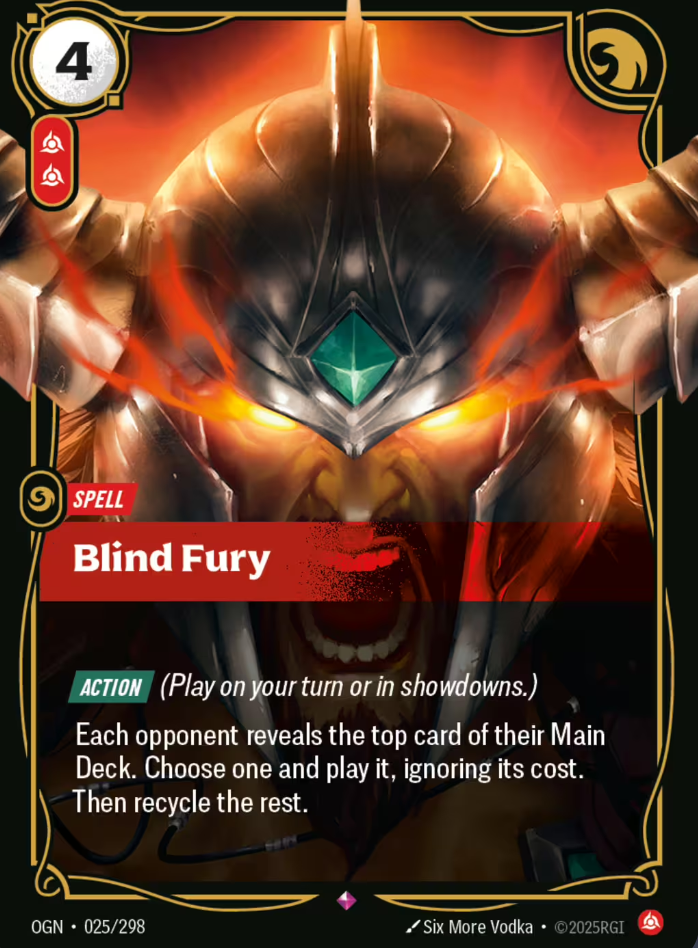 4
SPELL
Blind Fury
ACTION (Play on your turn or in showdowns.)
Each opponent reveals the top card of their Main
Deck. Choose one and play it, ignoring its cost.
Then recycle the rest.
OGN • 025/298
Six More Vodka • ©2025RGI